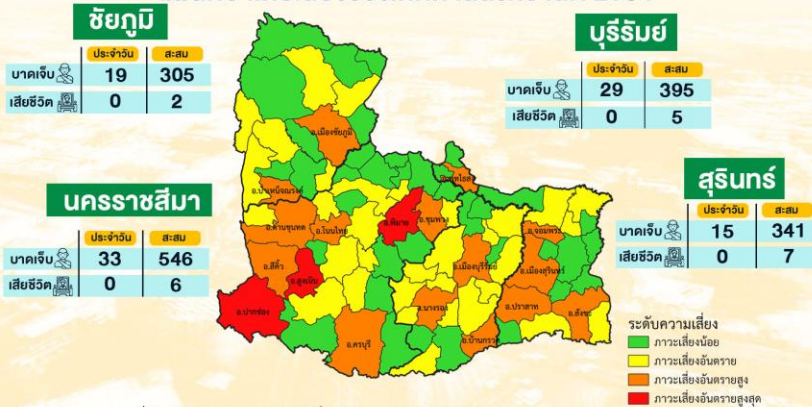 ชัยภูมิ
ประจำวัน สะสม
บาดเจ็บ 19 305
เสียชีวิต 0 2
บุรีรัมย์
ประจำวัน สะสม
บาดเจ็บ 29 395
เสียชีวิต 0 5
นครราชสีมา
ประจำวัน สะสม
บาดเจ็บ 33 546
เสียชีวิต 0 6
สุรินทร์
ประจำวัน สะสม
บาดเจ็บ 15 341
เสียชีวิต 0 7
อ.เมืองชัยภูมิ
อ.บำเหน็จณรงค์
อ.ด่านขุนทด
อ.โนนไทย
อ.พิมาย
อ.ชุมพวง
อ.จอมพระ
อ.สีคิ้ว
อ.สูงเนิน
อ.เมืองบุรีรัมย์
อ.เมืองสุรินทร์
อ.ปากช่อง
อ.นางรอง
อ.ปราสาท
อ.สังขะ
อ.ครบุรี
อ.บ้านกรวด
ระดับความเสี่ยง
ภาวะเสี่ยงน้อย
ภาวะเสี่ยงอันตราย
ภาวะเสี่ยงอันตรายสูง
ภาวะเสี่ยงอันตรายสูงสุด